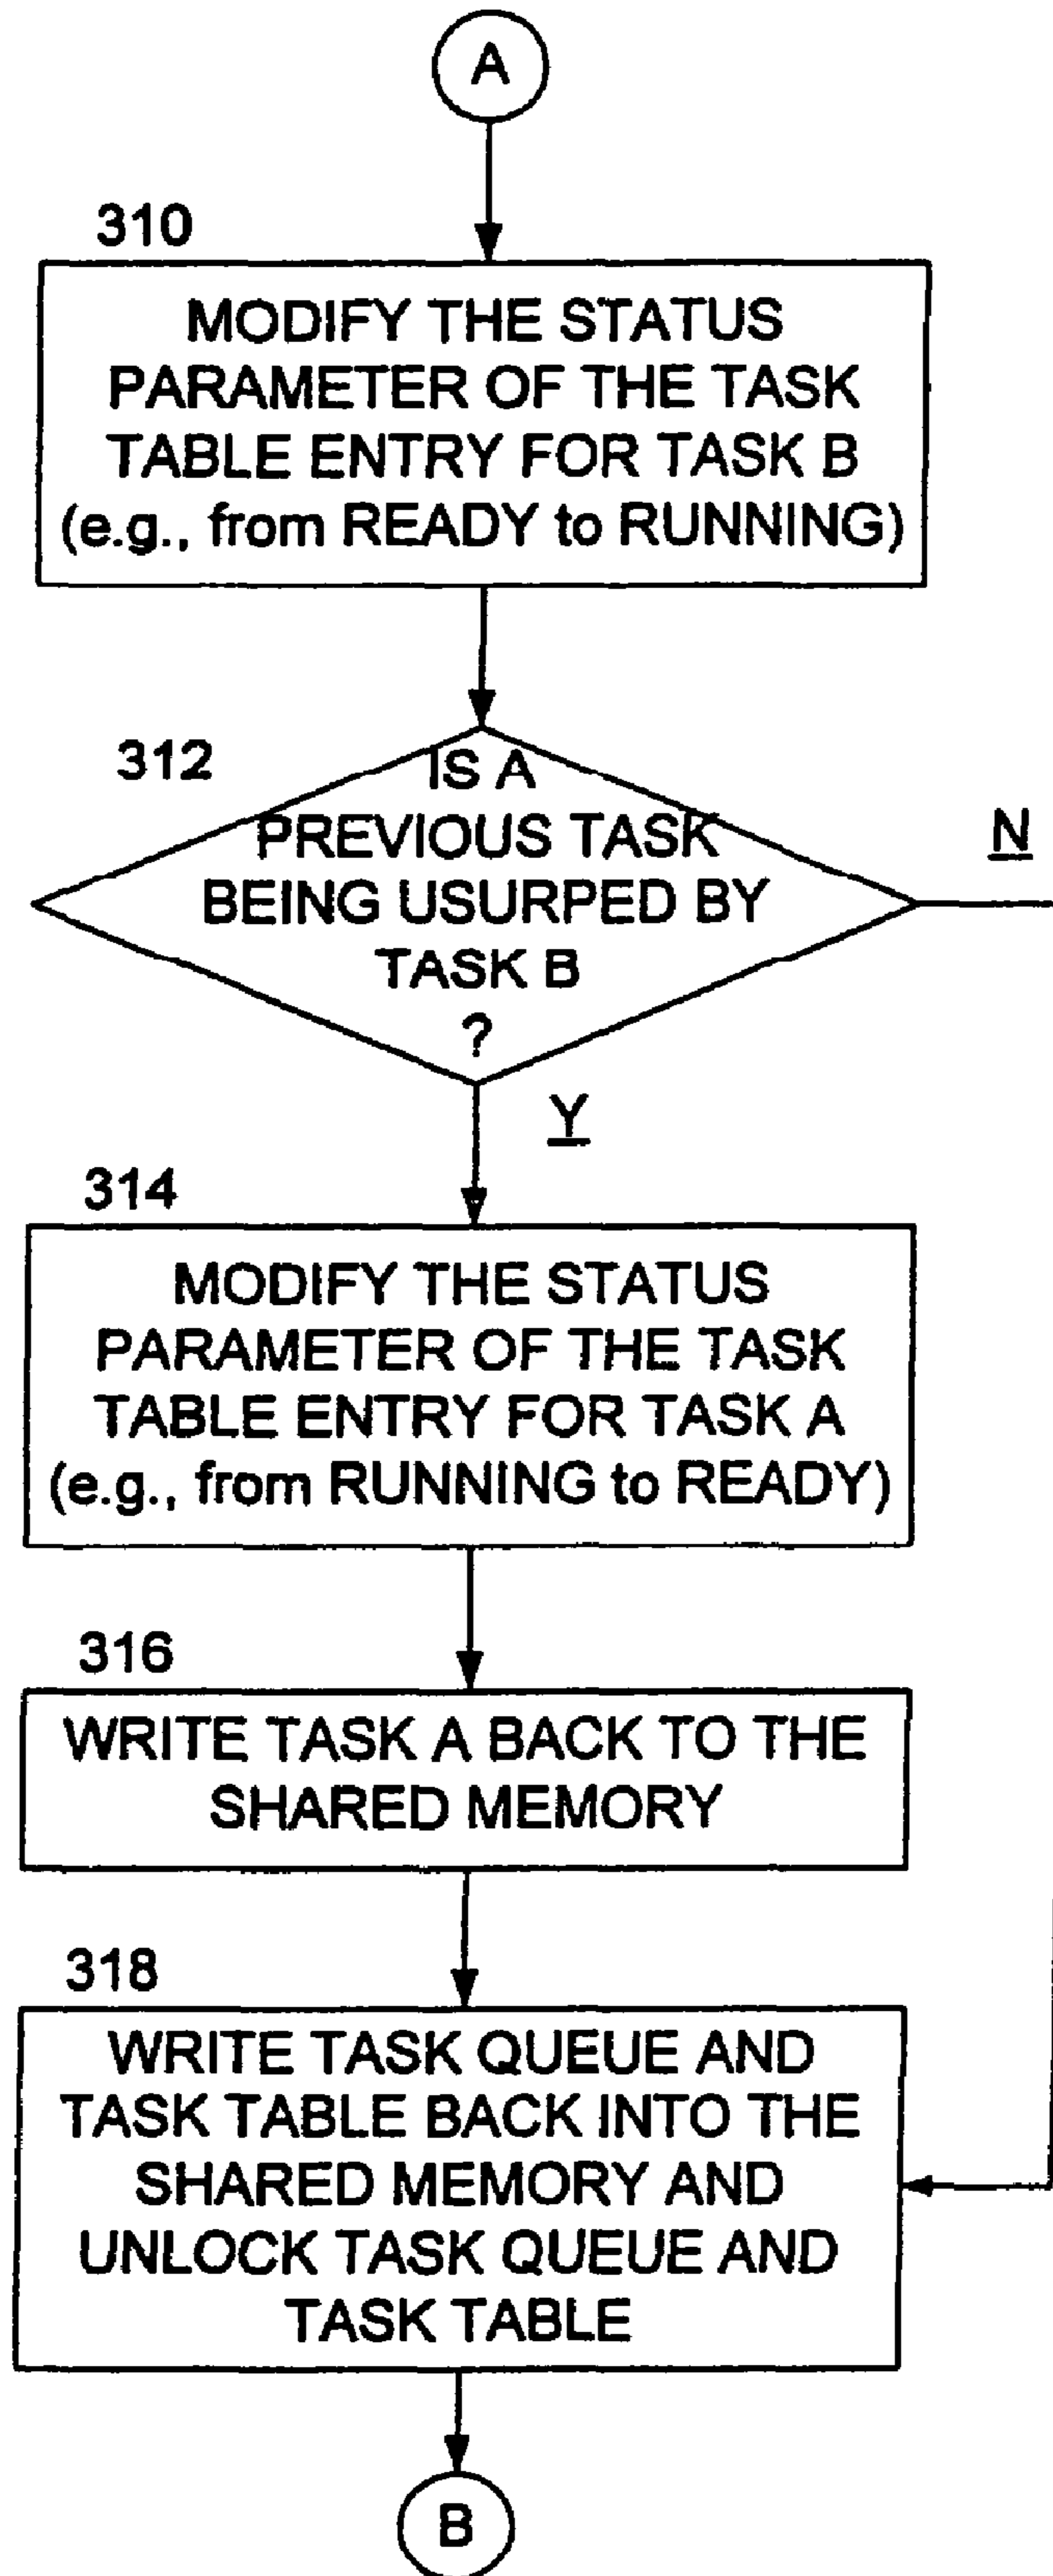 A
310
MODIFY THE STATUS
PARAMETER OF THE TASK
TABLE ENTRY FOR TASK B
(e.g., from READY to RUNNING)
312
IS A
PREVIOUS TASK
BEING USURPED BY
TASK B
?
N
Y
314
MODIFY THE STATUS
PARAMETER OF THE TASK
TABLE ENTRY FOR TASK A
(e.g., from RUNNING to READY)
316
WRITE TASK A BACK TO THE
SHARED MEMORY
318
WRITE TASK QUEUE AND
TASK TABLE BACK INTO THE
SHARED MEMORY AND
UNLOCK TASK QUEUE AND
TASK TABLE
B